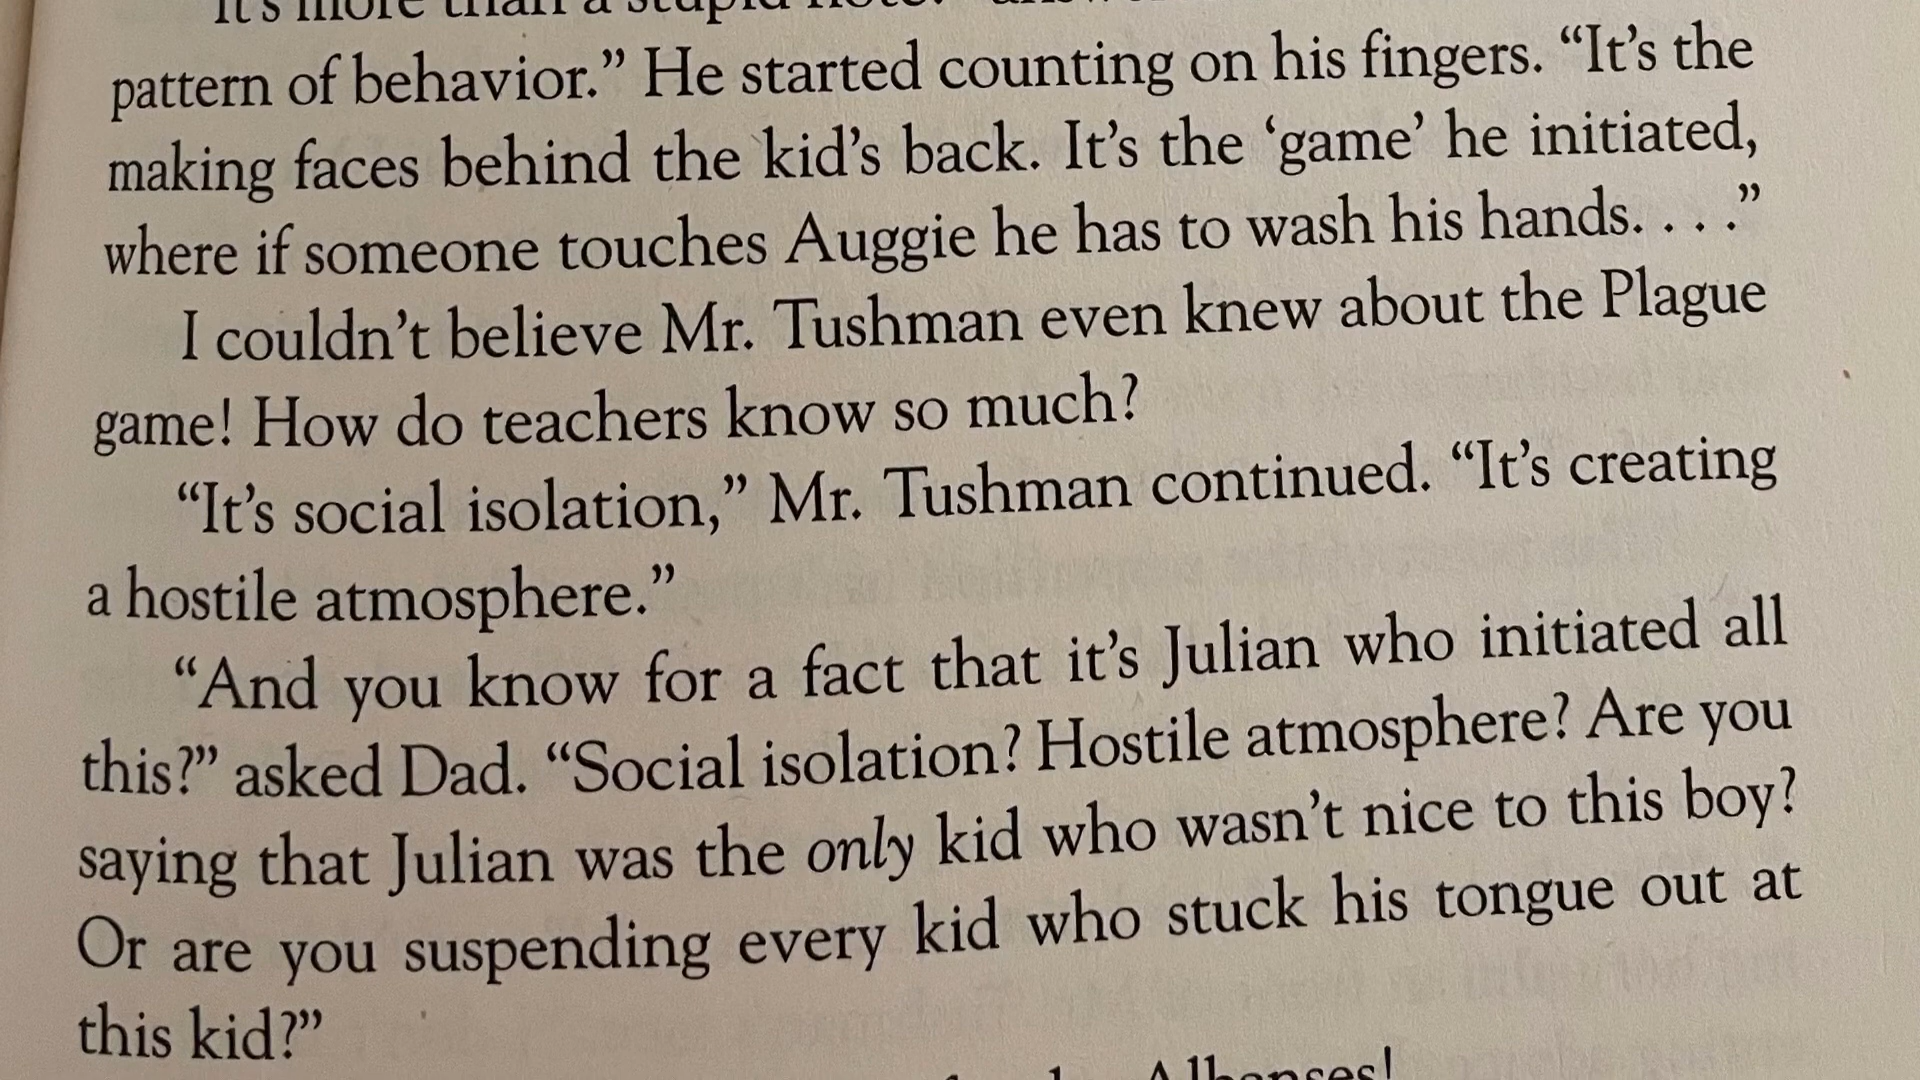 It's more than a stupid note."
pattern of behavior.” He started counting on his fingers. “It’s the
making faces behind the kid’s back. It’s the ‘game’ he initiated,
where if someone touches Auggie he has to wash his hands. . . .”
I couldn’t believe Mr. Tushman even knew about the Plague
game! How do teachers know so much?
“It’s social isolation,” Mr. Tushman continued. “It’s creating
a hostile atmosphere.”
“And you know for a fact that it’s Julian who initiated all
this?” asked Dad. “Social isolation? Hostile atmosphere? Are you
saying that Julian was the only kid who wasn’t nice to this boy?
Or are you suspending every kid who stuck his tongue out at
this kid?”